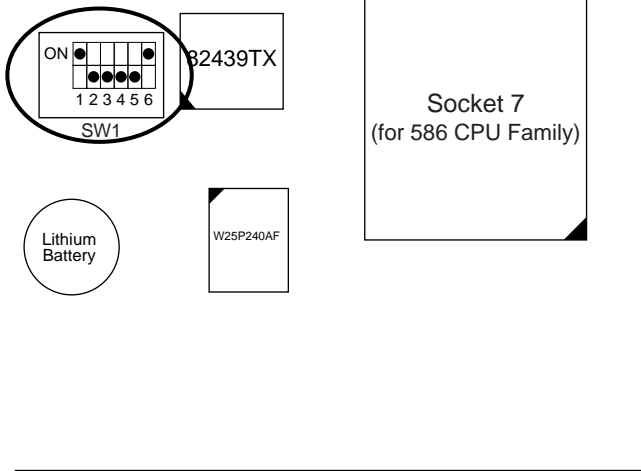 ON
1 2 3 4 5 6
SW1
82439TX
Socket 7
(for 586 CPU Family)
Lithium
Battery
W25P240AF